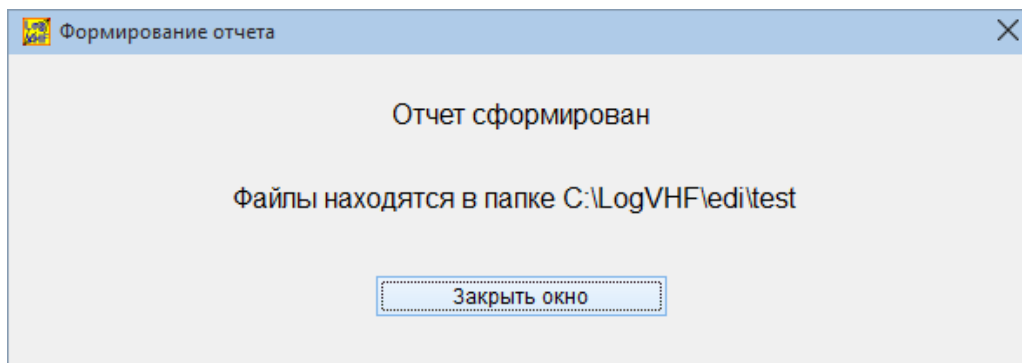 Формирование отчета
Отчет сформирован
Файлы находятся в папке C:\LogVHF\edi\test
Закрыть окно